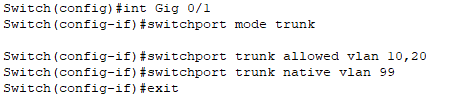 Switch(config)#int Gig 0/1
Switch(config-if)#switchport mode trunk
Switch(config-if)#switchport trunk allowed vlan 10,20
Switch(config-if)#switchport trunk native vlan 99
Switch(config-if)#exit